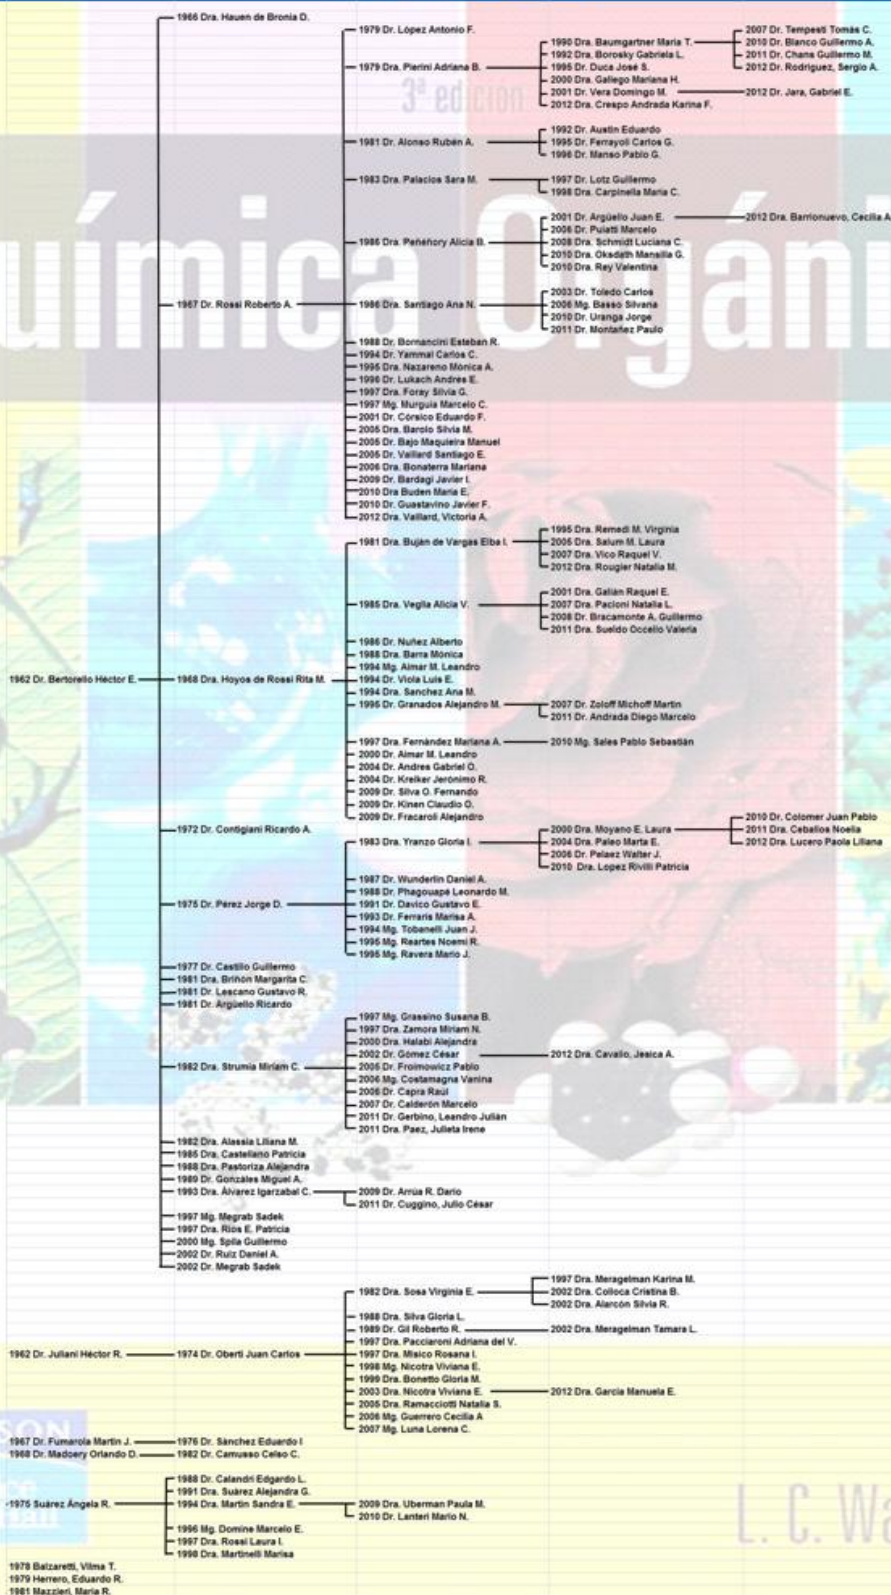 1966 Dra. Hauen de Bronia D.
1979 Dr. López Antonio F.
2007 Dr. Tempesti Tomás C.
1990 Dra. Baumgartner María T.
2010 Dr. Blanco Guillermo A.
1992 Dra. Borosky Gabriela L.
2011 Dr. Chans Guillermo M.
1979 Dra. Pierini Adriana B.
1995 Dr. Duca José S.
2012 Dr. Rodriguez, Sergio A.
2000 Dra. Gallego Mariana H.
3ª edición
2001 Dr. Vera Domingo M.
2012 Dr. Jara, Gabriel E.
2012 Dra. Crespo Andrada Karina F.
1992 Dr. Austin Eduardo
1981 Dr. Alonso Rubén A.
1995 Dr. Ferrayoli Carlos G.
1996 Dr. Manso Pablo G.
1983 Dra. Palacios Sara M.
1997 Dr. Lotz Guillermo
1998 Dra. Carpinella María C.
uímica Orgáni
2001 Dr. Argüello Juan E.
2012 Dra. Barrionuevo, Cecilia A
2006 Dr. Puiatti Marcelo
1986 Dra. Peñéñory Alicia B.
2008 Dra. Schmidt Luciana C.
2010 Dra. Oksdath Mansilla G.
2010 Dra. Rey Valentina
2003 Dr. Toledo Carlos
1967 Dr. Rossi Roberto A.
1986 Dra. Santiago Ana N.
2006 Mg. Basso Silvana
2010 Dr. Uranga Jorge
2011 Dr. Montañez Paulo
1988 Dr. Bornancini Esteban R.
1994 Dr. Yammal Carlos C.
1995 Dra. Nazareno Mónica A.
1996 Dr. Lukach Andres E.
1997 Dra. Foray Silvia G.
1997 Mg. Murguía Marcelo C.
2001 Dr. Córsico Eduardo F.
2005 Dra. Barolo Silvia M.
2005 Dr. Bajo Maquieira Manuel
2005 Dr. Vaillard Santiago E.
2006 Dra. Bonaterra Mariana
2009 Dr. Bardagi Javier I.
2010 Dra Buden María E.
2010 Dr. Guastavino Javier F.
2012 Dra. Vaillard, Victoria A.
1995 Dra. Remedi M. Virginia
1981 Dra. Buján de Vargas Elba I.
2005 Dra. Salum M. Laura
2007 Dra. Vico Raquel V.
2012 Dra. Rougier Natalia M.
2001 Dra. Galián Raquel E.
1985 Dra. Veglia Alicia V.
2007 Dra. Pacioni Natalia L.
2008 Dr. Bracamonte A. Guillermo
2011 Dra. Sueldo Occello Valeria
1986 Dr. Nuñez Alberto
1988 Dra. Barra Mónica
1994 Mg. Aimar M. Leandro
1962 Dr. Bertorello Héctor E.
1968 Dra. Hoyos de Rossi Rita M.
1994 Dr. Viola Luis E.
1994 Dra. Sanchez Ana M.
1995 Dr. Granados Alejandro M.
2007 Dr. Zoloff Michoff Martin
2011 Dr. Andrada Diego Marcelo
1997 Dra. Fernández Mariana A.
2010 Mg. Sales Pablo Sebastián
2000 Dr. Aimar M. Leandro
2004 Dr. Andres Gabriel O.
2004 Dr. Kreiker Jerónimo R.
2009 Dr. Silva O. Fernando
2009 Dr. Kinen Claudio O.
2009 Dr. Fracaroli Alejandro
2010 Dr. Colomer Juan Pablo
1972 Dr. Contigiani Ricardo A.
2000 Dra. Moyano E. Laura
2011 Dra. Ceballos Noelia
1983 Dra. Yranzo Gloria I.
2004 Dra. Paleo Marta E.
2012 Dra. Lucero Paola Liliana
2006 Dr. Pelaez Walter J.
2010 Dra. Lopez Rivilli Patricia
1987 Dr. Wunderlin Daniel A.
1988 Dr. Phagouapé Leonardo M.
1975 Dr. Pérez Jorge D.
1991 Dr. Davico Gustavo E.
1993 Dr. Ferraris Marisa A.
1994 Mg. Tobanelli Juan J.
1995 Mg. Reartes Noemi R.
1995 Mg. Ravera Mario J.
1977 Dr. Castillo Guillermo
1981 Dra. Briñón Margarita C.
1981 Dr. Lescano Gustavo R.
1981 Dr. Argüello Ricardo
1997 Mg. Grassino Susana B.
1997 Dra. Zamora Miriam N.
2000 Dra. Halabi Alejandra
2002 Dr. Gómez César
2012 Dra. Cavallo, Jesica A.
1982 Dra. Strumia Miriam C.
2005 Dr. Froimowicz Pablo
2006 Mg. Costamagna Vanina
2006 Dr. Capra Raúl
2007 Dr. Calderón Marcelo
2011 Dr. Gerbino, Leandro Julián
2011 Dra. Paez, Julieta Irene
1982 Dra. Alassia Liliana M.
1985 Dra. Castellano Patricia
1988 Dra. Pastoriza Alejandra
1989 Dr. Gonzáles Miguel A.
1993 Dra. Álvarez Igarzabal C.
2009 Dr. Arrúa R. Darío
2011 Dr. Cuggino, Julio César
1997 Mg. Megrab Sadek
1997 Dra. Rios E. Patricia
2000 Mg. Spila Guillermo
2002 Dr. Ruiz Daniel A.
2002 Dr. Megrab Sadek
1997 Dra. Meragelman Karina M.
1982 Dra. Sosa Virginia E.
2002 Dra. Colloca Cristina B.
2002 Dra. Alarcón Silvia R.
1988 Dra. Silva Gloria L.
1989 Dr. Gil Roberto R.
2002 Dra. Meragelman Tamara L.
1997 Dra. Pacciaroni Adriana del V.
1962 Dr. Juliani Héctor R.
1974 Dr. Oberti Juan Carlos
1997 Dra. Misico Rosana I.
1998 Mg. Nicotra Viviana E.
1999 Dra. Bonetto Gloria M.
2003 Dra. Nicotra Viviana E.
2012 Dra. García Manuela E.
2005 Dra. Ramacciotti Natalia S.
2006 Mg. Guerrero Cecilia A
2007 Mg. Luna Lorena C.
SON
1967 Dr. Fumarola Martín J.
1976 Dr. Sánchez Eduardo I
1968 Dr. Madoery Orlando D.
1982 Dr. Camusso Celso C.
1988 Dr. Calandri Edgardo L.
1991 Dra. Suárez Alejandra G.
1975 Suárez Ángela R.
1994 Dra. Martín Sandra E.
2009 Dra. Uberman Paula M.
2010 Dr. Lanteri Mario N.
L. C. Wa
1996 Mg. Domine Marcelo E.
1997 Dra. Rossi Laura I.
1998 Dra. Martinelli Marisa
1978 Balzaretti, Vilma T.
1979 Herrero, Eduardo R.
1981 Mazzieri, María R.